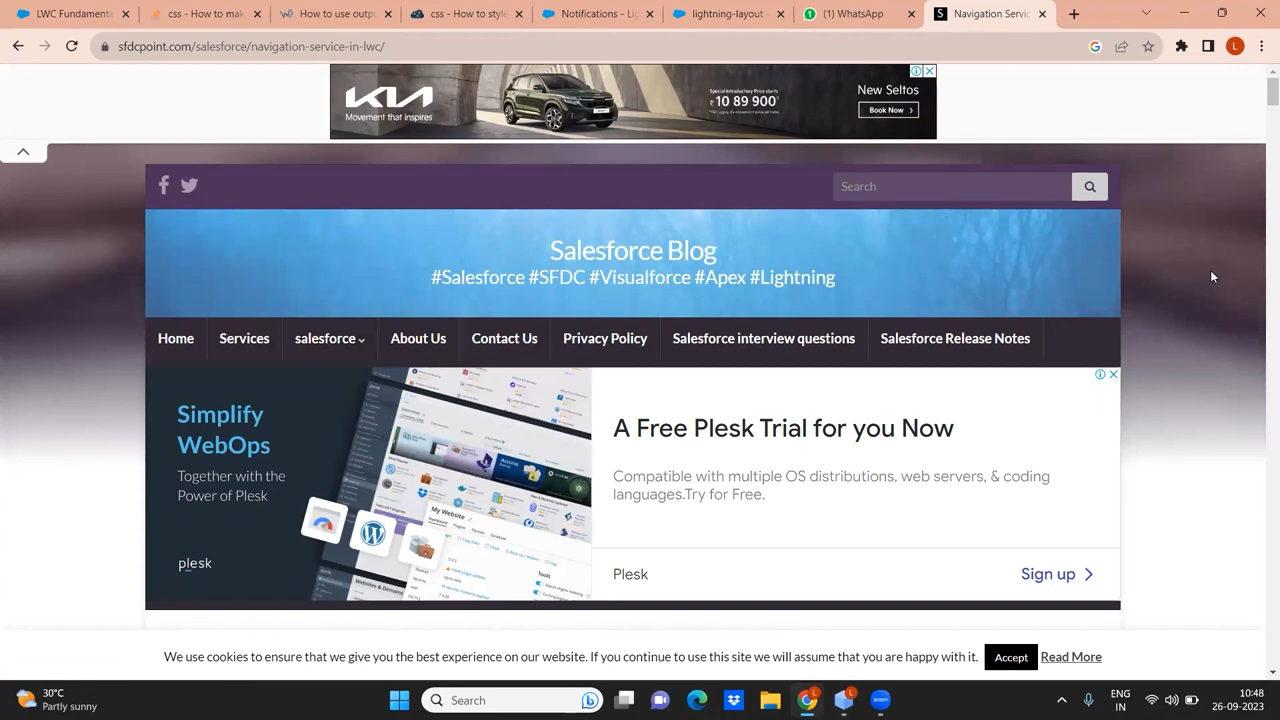 LWC Fundamenta
css - How to mak
How to use outp
css - How to style
Notifications - Lig
lightning-layout -
(1) WhatsApp
Navigation Servic
sfdcpoint.com/salesforce/navigation-service-in-lwc/
L
KIA
Movement that inspires
Special Introductory Price starts
₹ 10 89 900*
New Seltos
Book Now
Search
Salesforce Blog
#Salesforce #SFDC #Visualforce #Apex #Lightning
Home
Services
salesforce
About Us
Contact Us
Privacy Policy
Salesforce interview questions
Salesforce Release Notes
Simplify
WebOps
Together with the
Power of Plesk
plesk
My Website
Tools
A Free Plesk Trial for you Now
Compatible with multiple OS distributions, web servers, & coding
languages.Try for Free.
Plesk
Sign up
We use cookies to ensure that we give you the best experience on our website. If you continue to use this site we will assume that you are happy with it.
Accept
Read More
30°C
Partly sunny
Search
zoom
ENG
IN
10:48
26-09-2023